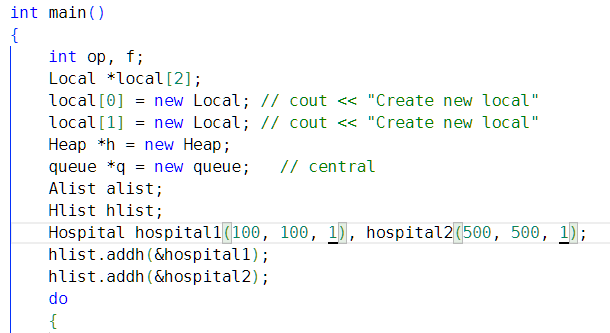 int main()
{
    int op, f;
    Local *local[2];
    local[0] = new Local; // cout << "Create new local"
    local[1] = new Local; // cout << "Create new local"
    Heap *h = new Heap;
    queue *q = new queue;   // central
    Alist alist;
    Hlist hlist;
    Hospital hospital1(100, 100, 1), hospital2(500, 500, 1);
    hlist.addh(&hospital1);
    hlist.addh(&hospital2);
    do
    {